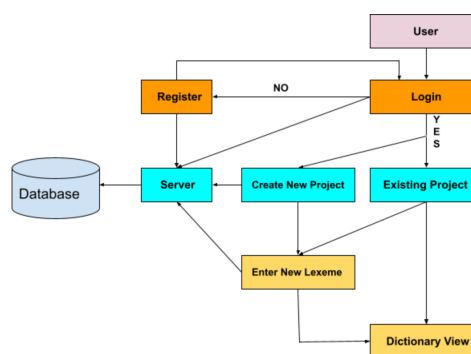 User
Register
NO
Login
Y
E
S
Database
Server
Create New Project
Existing Project
Enter New Lexeme
Dictionary View